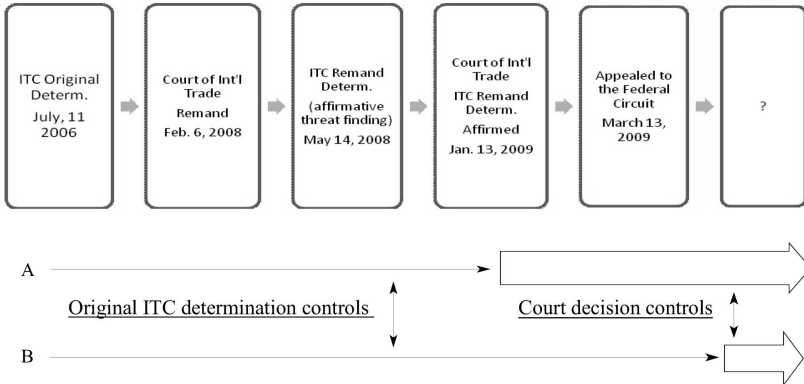 ITC Original
Determ.
July, 11
2006
Court of Int'l
Trade
Remand
Feb. 6, 2008
ITC Remand
Determ.
(affirmative
threat finding)
May 14, 2008
Court of Int'l
Trade
ITC Remand
Determ.
Affirmed
Jan. 13, 2009
Appealed to
the Federal
Circuit
March 13,
2009
?
A
Original ITC determination controls
Court decision controls
B